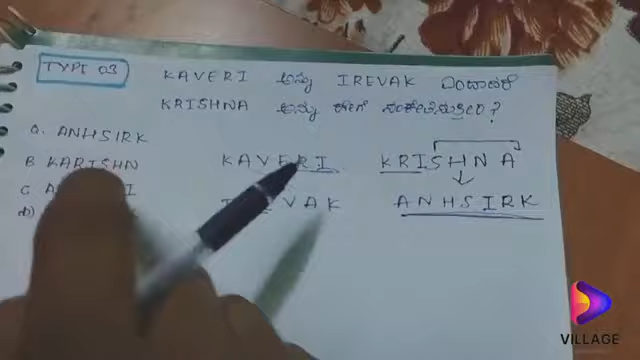 TYPE 03
KAVERI ಅನ್ನು IREVAK ಎಂದಾದರೆ
KRISHNA ಅನ್ನು ಹೇಗೆ ಸಂಕೇತಿಸುತ್ತೀರಿ?
a. ANHSIRK
B KARISHN
C A I
d)
KAVERI KRISHNA
VAK ANHSIRK
VILLAGE